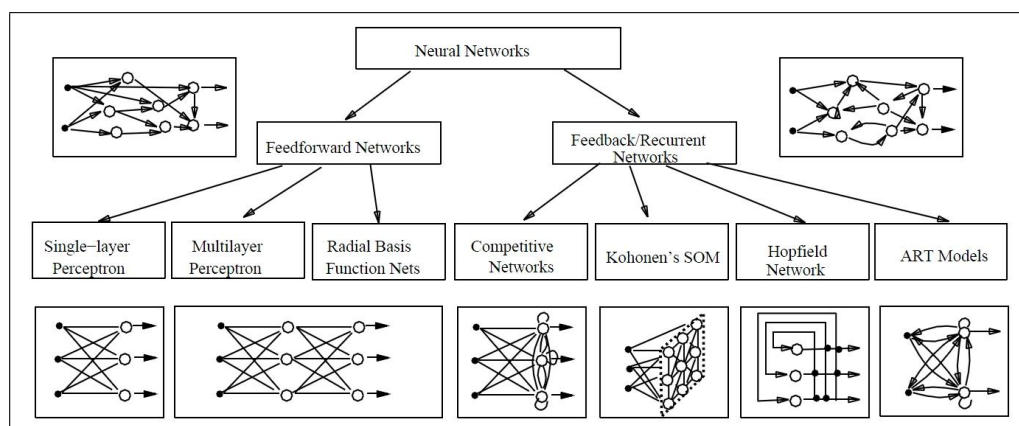 Neural Networks
Feedforward Networks
Feedback/Recurrent
Networks
Single−layer
Perceptron
Multilayer
Perceptron
Radial Basis
Function Nets
Competitive
Networks
Kohonen's SOM
Hopfield
Network
ART Models